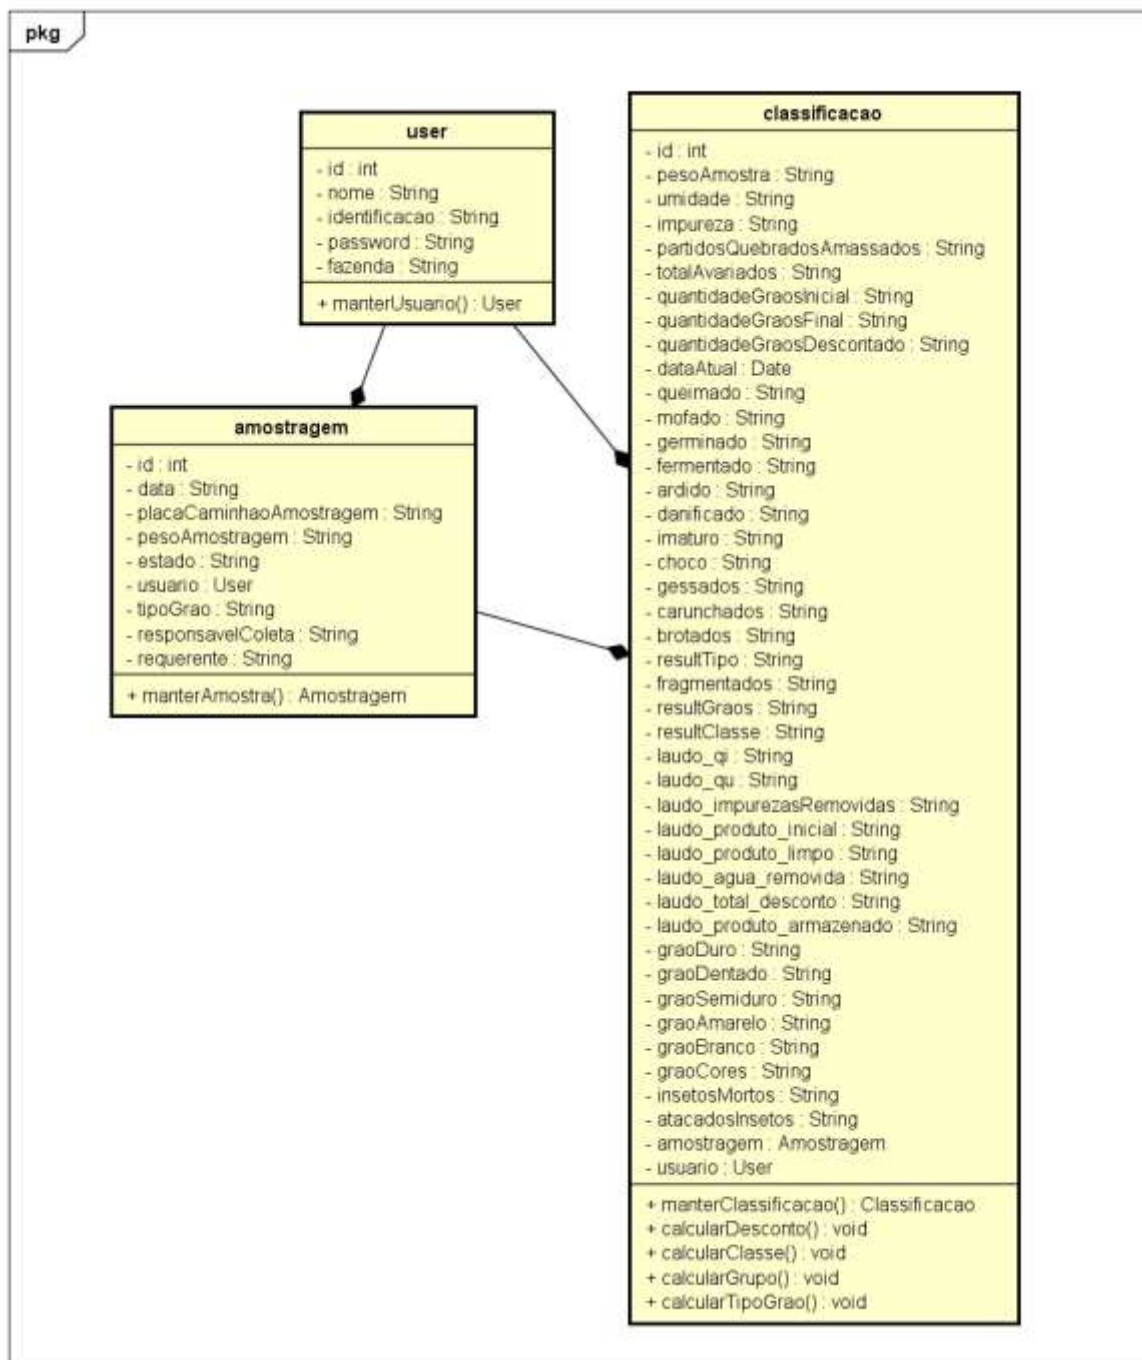 pkg
user
- id : int
- nome : String
- identificacao : String
- password : String
- fazenda : String
+ manterUsuario() : User
amostragem
- id : int
- data : String
- placaCaminhaoAmostragem : String
- pesoAmostragem : String
- estado : String
- usuario : User
- tipoGrao : String
- responsavelColeta : String
- requerente : String
+ manterAmostra() : Amostragem
classificacao
- id : int
- pesoAmostra : String
- umidade : String
- impureza : String
- partidosQuebradosAmassados : String
- totalAvariados : String
- quantidadeGraosInicial : String
- quantidadeGraosFinal : String
- quantidadeGraosDescontado : String
- dataAtual : Date
- queimado : String
- mofado : String
- germinado : String
- fermentado : String
- ardido : String
- danificado : String
- imaturo : String
- choco : String
- gessados : String
- carunchados : String
- brotados : String
- resultTipo : String
- fragmentados : String
- resultGraos : String
- resultClasse : String
- laudo_qi : String
- laudo_qu : String
- laudo_impurezasRemovidas : String
- laudo_produto_inicial : String
- laudo_produto_limpo : String
- laudo_agua_removida : String
- laudo_total_desconto : String
- laudo_produto_armazenado : String
- graoDuro : String
- graoDentado : String
- graoSemiduro : String
- graoAmarelo : String
- graoBranco : String
- graoCores : String
- insetosMortos : String
- atacadosInsetos : String
- amostragem : Amostragem
- usuario : User
+ manterClassificacao() : Classificacao
+ calcularDesconto() : void
+ calcularClasse() : void
+ calcularGrupo() : void
+ calcularTipoGrao() : void